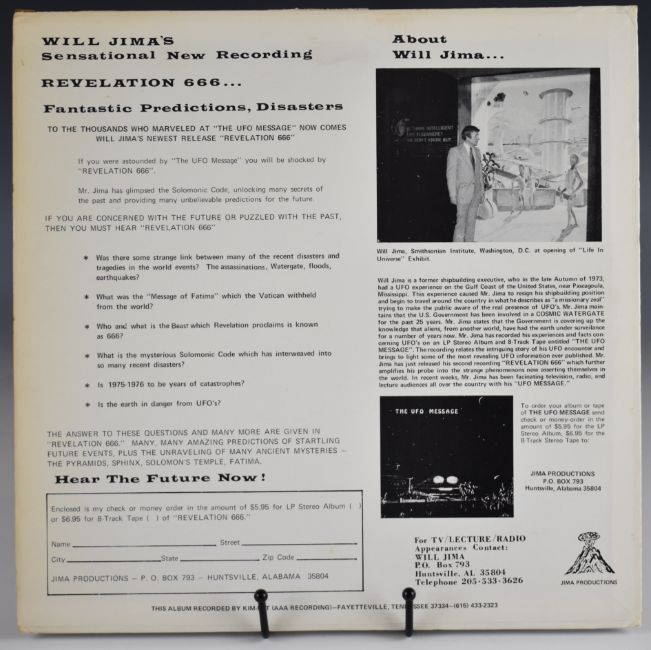 WILL JIMA'S
Sensational New Recording
REVELATION 666...
Fantastic Predictions, Disasters
TO THE THOUSANDS WHO MARVELED AT "THE UFO MESSAGE" NOW COMES
WILL JIMA'S NEWEST RELEASE "REVELATION 666"
If you were astounded by "The UFO Message" you will be shocked by
"REVELATION 666".
Mr. Jima has glimpsed the Solomonic Code, unlocking many secrets of
the past and providing many unbelievable predictions for the future.
IF YOU ARE CONCERNED WITH THE FUTURE OR PUZZLED WITH THE PAST,
THEN YOU MUST HEAR "REVELATION 666"
* Was there some strange link between many of the recent disasters and
tragedies in the world events? The assassinations, Watergate, floods,
earthquakes?
* What was the "Message of Fatima" which the Vatican withheld
from the world?
* Who and what is the Beast which Revelation proclaims is known
as 666?
* What is the mysterious Solomonic Code which has interweaved into
so many recent disasters?
* Is 1975-1976 to be years of catastrophes?
* Is the earth in danger from UFO's?
THE ANSWER TO THESE QUESTIONS AND MANY MORE ARE GIVEN IN
"REVELATION 666." MANY, MANY AMAZING PREDICTIONS OF STARTLING
FUTURE EVENTS, PLUS THE UNRAVELING OF MANY ANCIENT MYSTERIES –
THE PYRAMIDS, SPHINX, SOLOMON'S TEMPLE, FATIMA.
Hear The Future Now!
Enclosed is my check or money order in the amount of $5.95 for LP Stereo Album ( )
or $6.95 for 8-Track Tape ( ) of "REVELATION 666."
Name Street
City State Zip Code
JIMA PRODUCTIONS – P. O. BOX 793 – HUNTSVILLE, ALABAMA 35804
About
Will Jima...
INTELLIGENT
Will Jima, Smithsonian Institute, Washington, D.C. at opening of "Life In
Universe" Exhibit.
Will Jima is a former shipbuilding executive, who in the late Autumn of 1973,
had a UFO experience on the Gulf Coast of the United States, near Pascagoula,
Mississippi. This experience caused Mr. Jima to resign his shipbuilding position
and begin to travel around the country in what he describes as "a missionary zeal"
trying to make the public aware of the real presence of UFO's. Mr. Jima main-
tains that the U.S. Government has been involved in a COSMIC WATERGATE
for the past 25 years. Mr. Jima states that the Government is covering up the
knowledge that aliens, from another world, have had the earth under surveilance
for a number of years now. Mr. Jima has recorded his experiences and facts con-
cerning UFO's on an LP Stereo Album and 8-Track Tape entitled "THE UFO
MESSAGE". The recording relates the intriguing story of his UFO encounter and
brings to light some of the most revealing UFO information ever published. Mr.
Jima has just released his second recording "REVELATION 666" which further
amplifies his probe into the strange phenomenons now asserting themselves in
the world. In recent weeks, Mr. Jima has been facinating television, radio, and
lecture audiences all over the country with his "UFO MESSAGE."
THE UFO MESSAGE
To order your album or tape
of THE UFO MESSAGE send
check or money-order in the
amount of $5.95 for the LP
Stereo Album, $6.95 for the
8-Track Stereo Tape to:
JIMA PRODUCTIONS
P.O. BOX 793
Huntsville, Alabama 35804
For TV/LECTURE/RADIO
Appearances Contact:
WILL JIMA
P.O. Box 793
Huntsville, AL 35804
Telephone 205-533-3626
JIMA PRODUCTIONS
THIS ALBUM RECORDED BY (AAA RECORDING)–FAYETTEVILLE, TENNESSEE 37334–(615) 433-2323